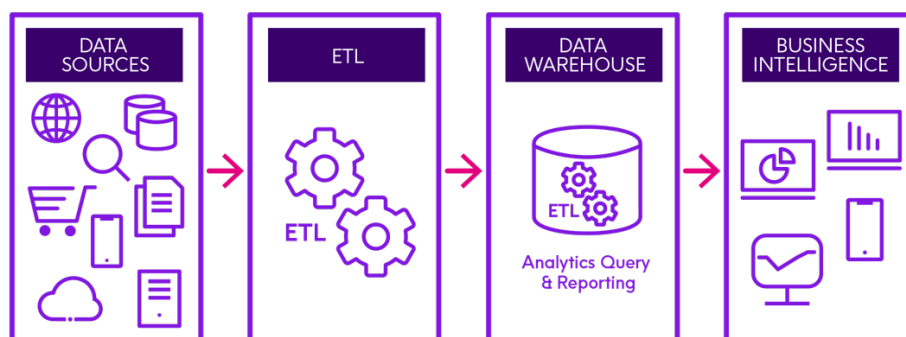 DATA
SOURCES
ETL
ETL
DATA
WAREHOUSE
ETL
Analytics Query
& Reporting
BUSINESS
INTELLIGENCE